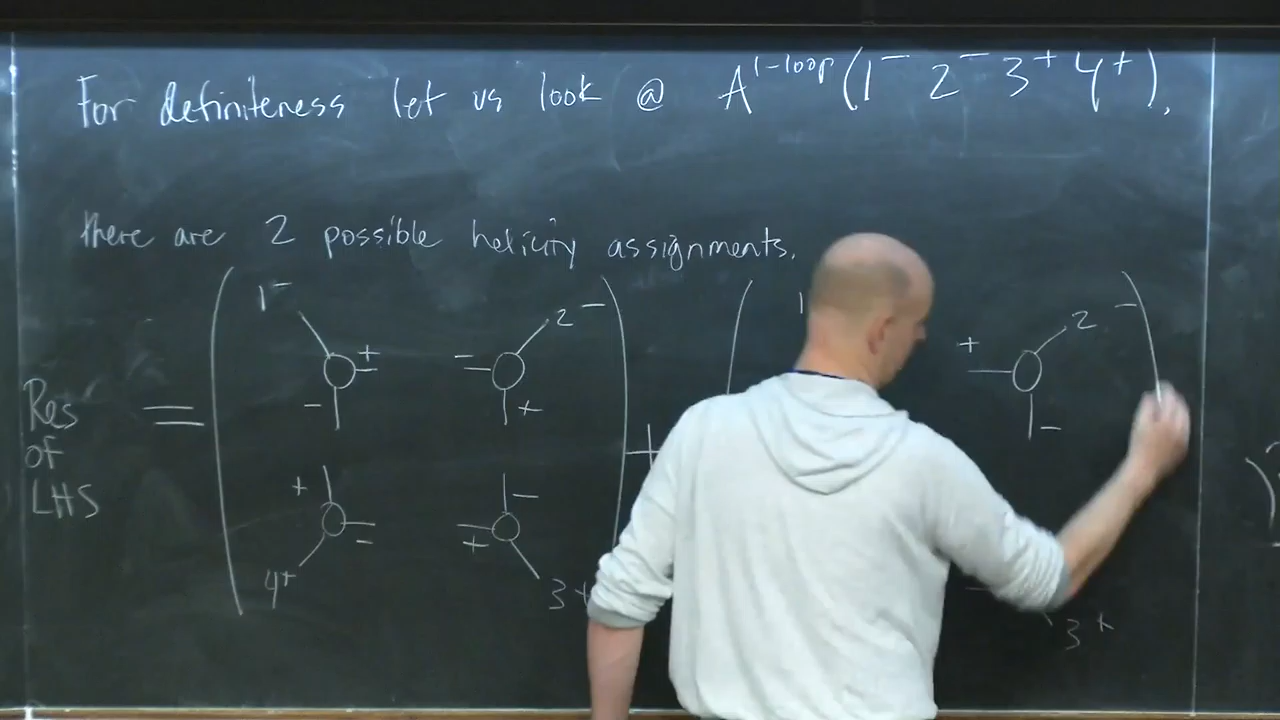 For definiteness let us look @ A^{1-loop}(1^- 2^- 3^+ 4^+),
there are 2 possible helicity assignments.
1^- + - - 2^- + + 2 -
Res of LHS = + -
+ = - + 
4^+ 3^+ 3^+